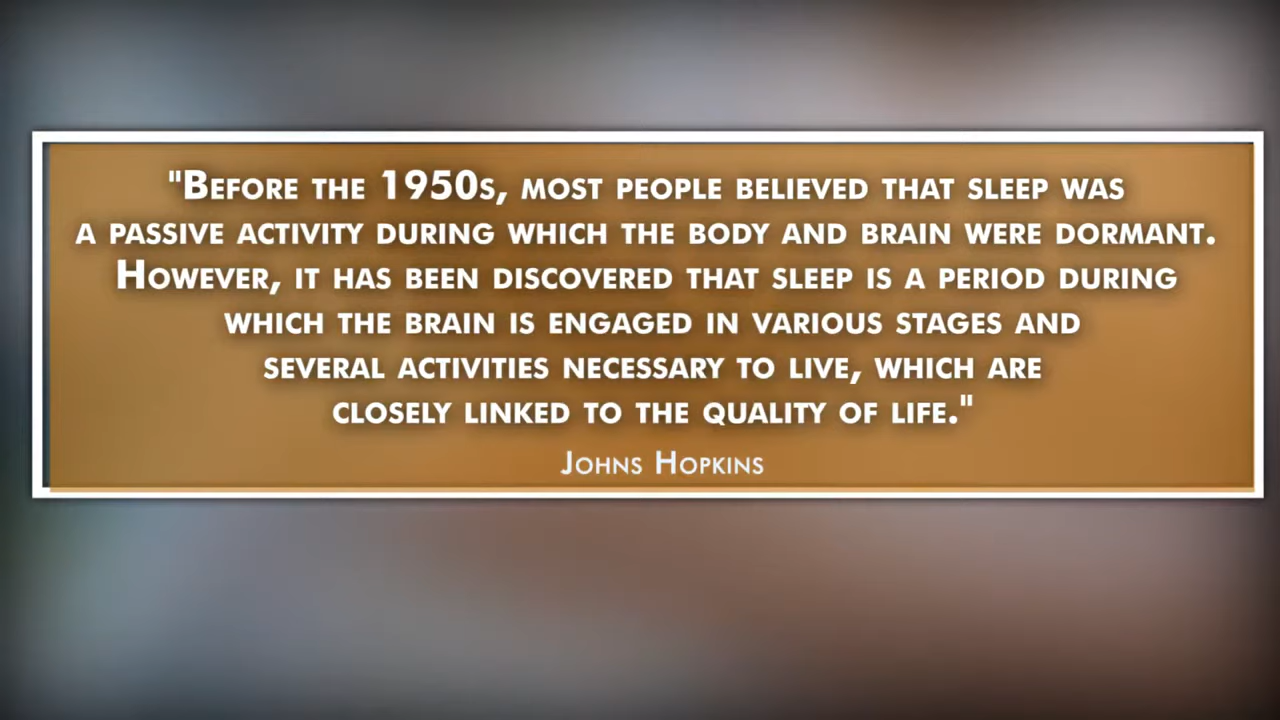 "Before the 1950s, most people believed that sleep was
a passive activity during which the body and brain were dormant.
However, it has been discovered that sleep is a period during
which the brain is engaged in various stages and
several activities necessary to live, which are
closely linked to the quality of life."
Johns Hopkins